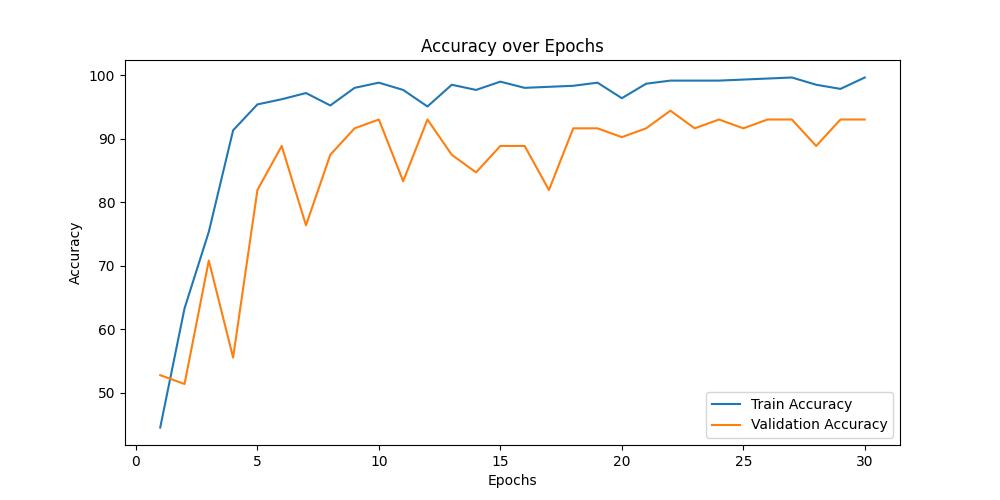 Accuracy over Epochs
100
90
80
70
60
50
Accuracy
0 5 10 15 20 25 30
Epochs
Train Accuracy
Validation Accuracy